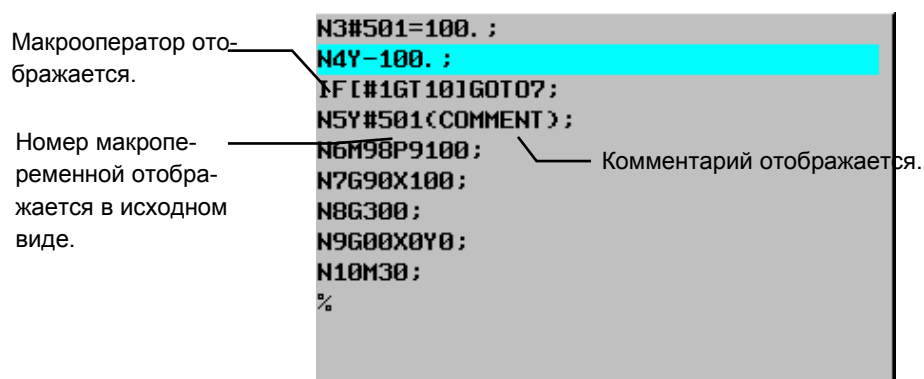 Макрооператор ото-
бражается.
Номер макропе-
ременной отобра-
жается в исходном
виде.
N3#501=100.;
N4Y-100.;
IF[#1GT10]GOTO7;
N5Y#501(COMMENT);
N6M98P9100;
N7G90X100;
N8G300;
N9G00X0Y0;
N10M30;
%
Комментарий отображается.